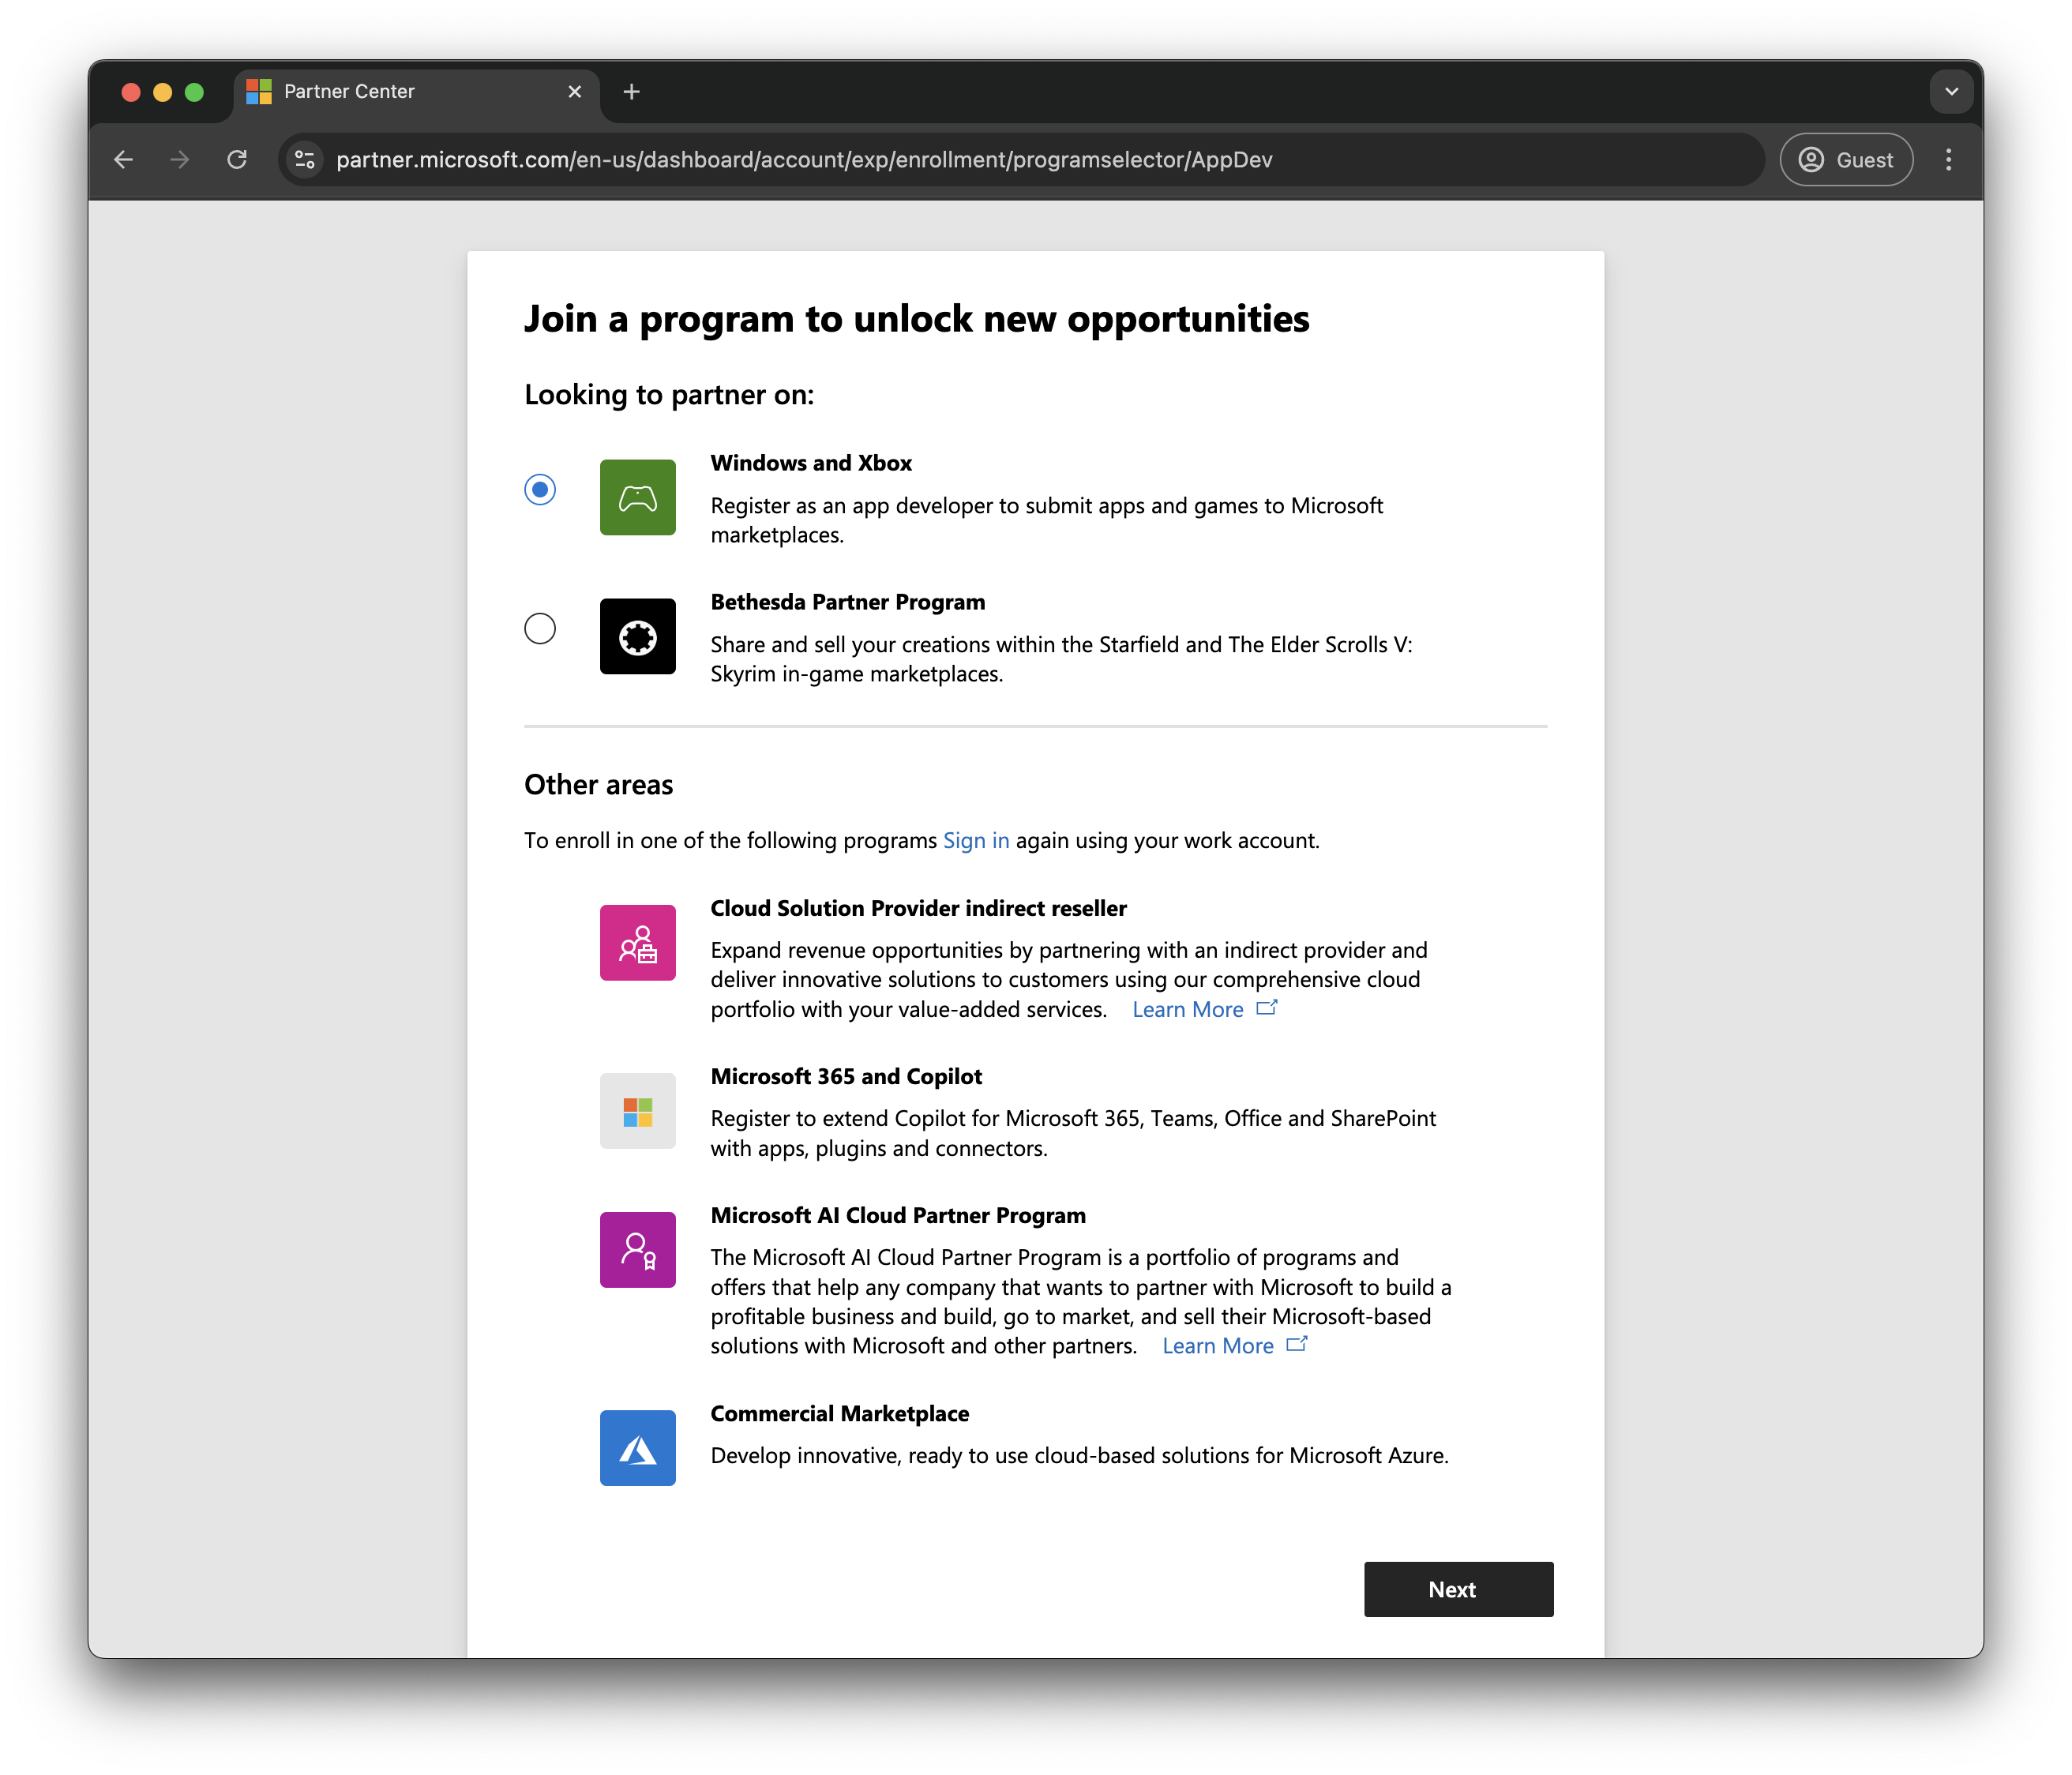 Partner Center
partner.microsoft.com/en-us/dashboard/account/exp/enrollment/programselector/AppDev
Guest
Join a program to unlock new opportunities
Looking to partner on:
Windows and Xbox
Register as an app developer to submit apps and games to Microsoft
marketplaces.
Bethesda Partner Program
Share and sell your creations within the Starfield and The Elder Scrolls V:
Skyrim in-game marketplaces.
Other areas
To enroll in one of the following programs Sign in again using your work account.
Cloud Solution Provider indirect reseller
Expand revenue opportunities by partnering with an indirect provider and
deliver innovative solutions to customers using our comprehensive cloud
portfolio with your value-added services. Learn More
Microsoft 365 and Copilot
Register to extend Copilot for Microsoft 365, Teams, Office and SharePoint
with apps, plugins and connectors.
Microsoft AI Cloud Partner Program
The Microsoft AI Cloud Partner Program is a portfolio of programs and
offers that help any company that wants to partner with Microsoft to build a
profitable business and build, go to market, and sell their Microsoft-based
solutions with Microsoft and other partners. Learn More
Commercial Marketplace
Develop innovative, ready to use cloud-based solutions for Microsoft Azure.
Next